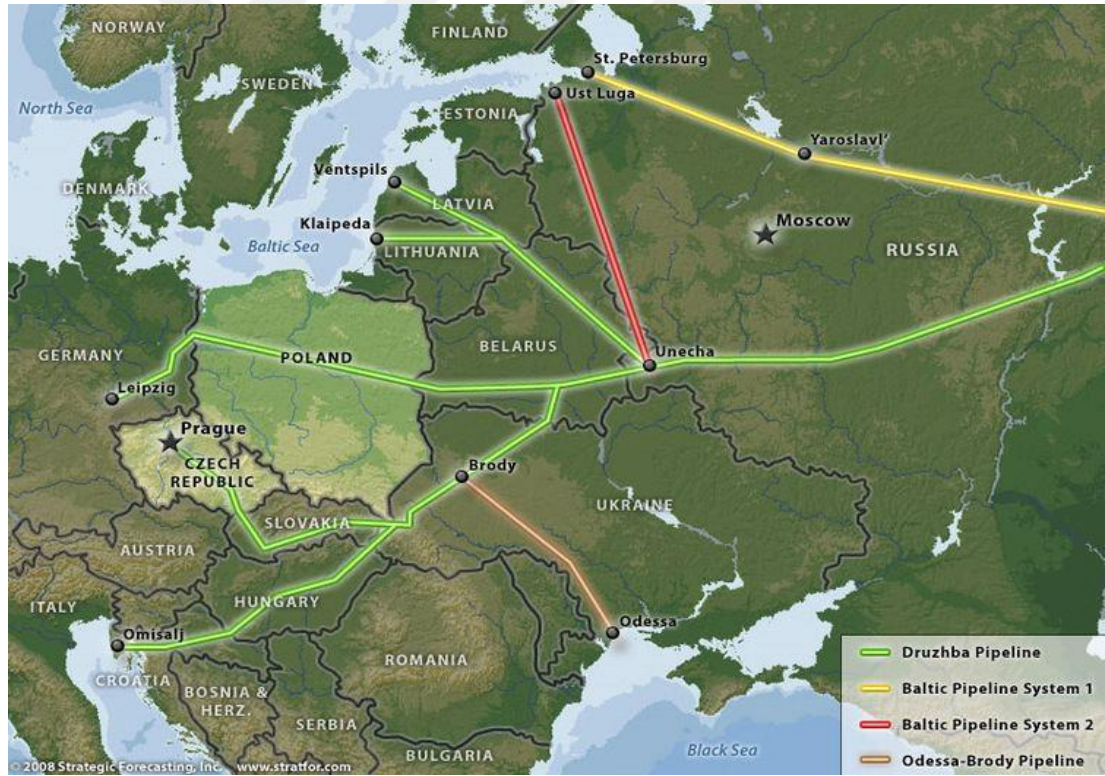 NORWAY
FINLAND
St. Petersburg
North Sea
SWEDEN
Ust Luga
ESTONIA
Yaroslavl'
Ventspils
DENMARK
LATVIA
Klaipeda
Moscow
Baltic Sea
LITHUANIA
RUSSIA
GERMANY
POLAND
BELARUS
Unecha
Leipzig
Prague
CZECH
REPUBLIC
Brody
SLOVAKIA
UKRAINE
AUSTRIA
ITALY
HUNGARY
Omisalj
Odessa
ROMANIA
CROATIA
BOSNIA &
HERZ.
SERBIA
BULGARIA
Black Sea
Druzhba Pipeline
Baltic Pipeline System 1
Baltic Pipeline System 2
Odessa-Brody Pipeline
© 2008 Strategic Forecasting, Inc. www.stratfor.com